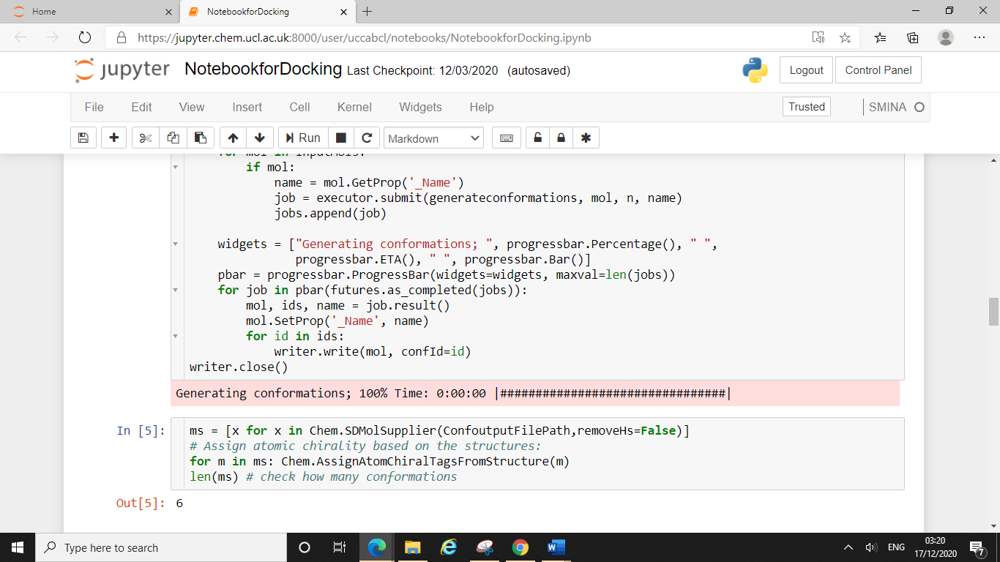 Home
NotebookforDocking
https://jupyter.chem.ucl.ac.uk:8000/user/uccabcl/notebooks/NotebookforDocking.ipynb
jupyter NotebookforDocking Last Checkpoint: 12/03/2020 (autosaved)
Logout
Control Panel
File Edit View Insert Cell Kernel Widgets Help
Trusted
SMINA
Run
Markdown
for mol in inputMols:
if mol:
name = mol.GetProp('_Name')
job = executor.submit(generateconformations, mol, n, name)
jobs.append(job)
widgets = ["Generating conformations; ", progressbar.Percentage(), " ",
progressbar.ETA(), " ", progressbar.Bar()]
pbar = progressbar.ProgressBar(widgets=widgets, maxval=len(jobs))
for job in pbar(futures.as_completed(jobs)):
mol, ids, name = job.result()
mol.SetProp('_Name', name)
for id in ids:
writer.write(mol, confId=id)
writer.close()
Generating conformations; 100% Time: 0:00:00 |################################|
In [5]:
ms = [x for x in Chem.SDMolSupplier(ConfoutputFilePath,removeHs=False)]
# Assign atomic chirality based on the structures:
for m in ms: Chem.AssignAtomChiralTagsFromStructure(m)
len(ms) # check how many conformations
Out[5]: 6
Type here to search
ENG
03:20
17/12/2020
7